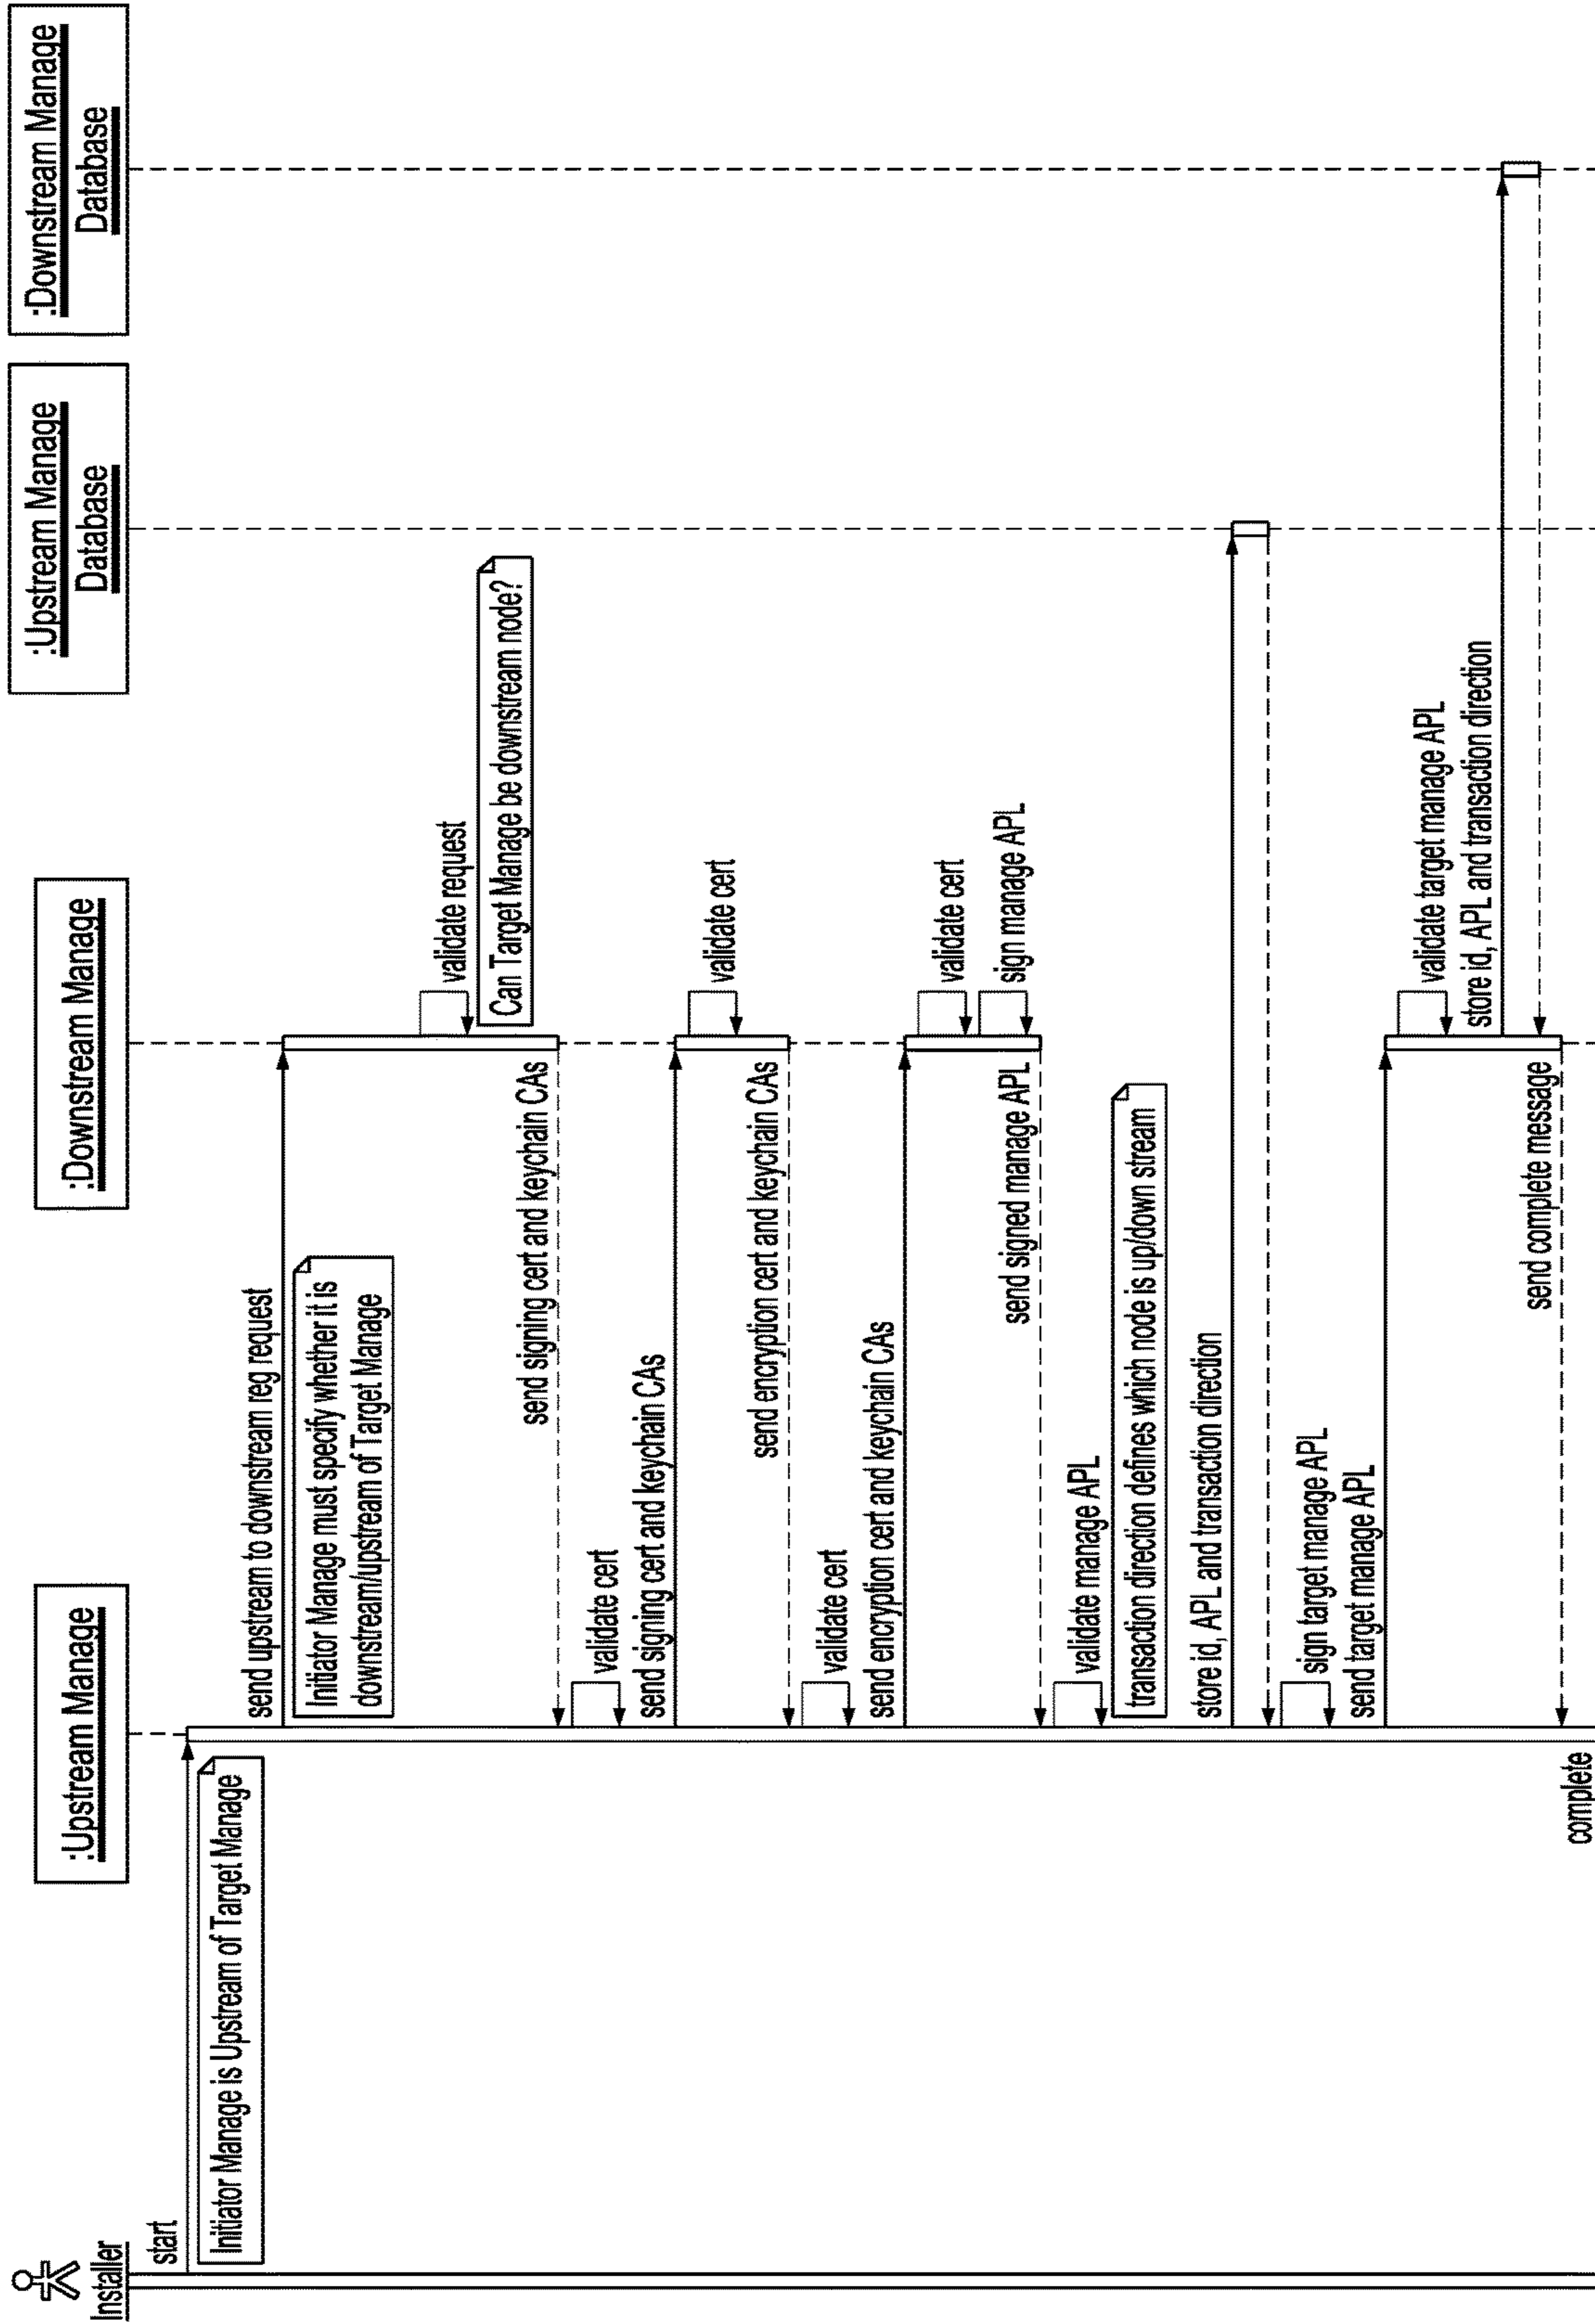 Installer
:Upstream Manage
:Downstream Manage
:Upstream Manage
Database
:Downstream Manage
Database
start
Initiator Manage is Upstream of Target Manage
send upstream to downstream reg request
Initiator Manage must specify whether it is
downstream/upstream of Target Manage
validate request
Can Target Manage be downstream node?
send signing cert and keychain CAs
validate cert
send signing cert and keychain CAs
validate cert
send encryption cert and keychain CAs
validate cert
send encryption cert and keychain CAs
validate cert
sign manage APL
send signed manage APL
validate manage APL
transaction direction defines which node is up/down stream
store id, APL and transaction direction
sign target manage APL
send target manage APL
validate target manage APL
store id, APL and transaction direction
send complete message
complete